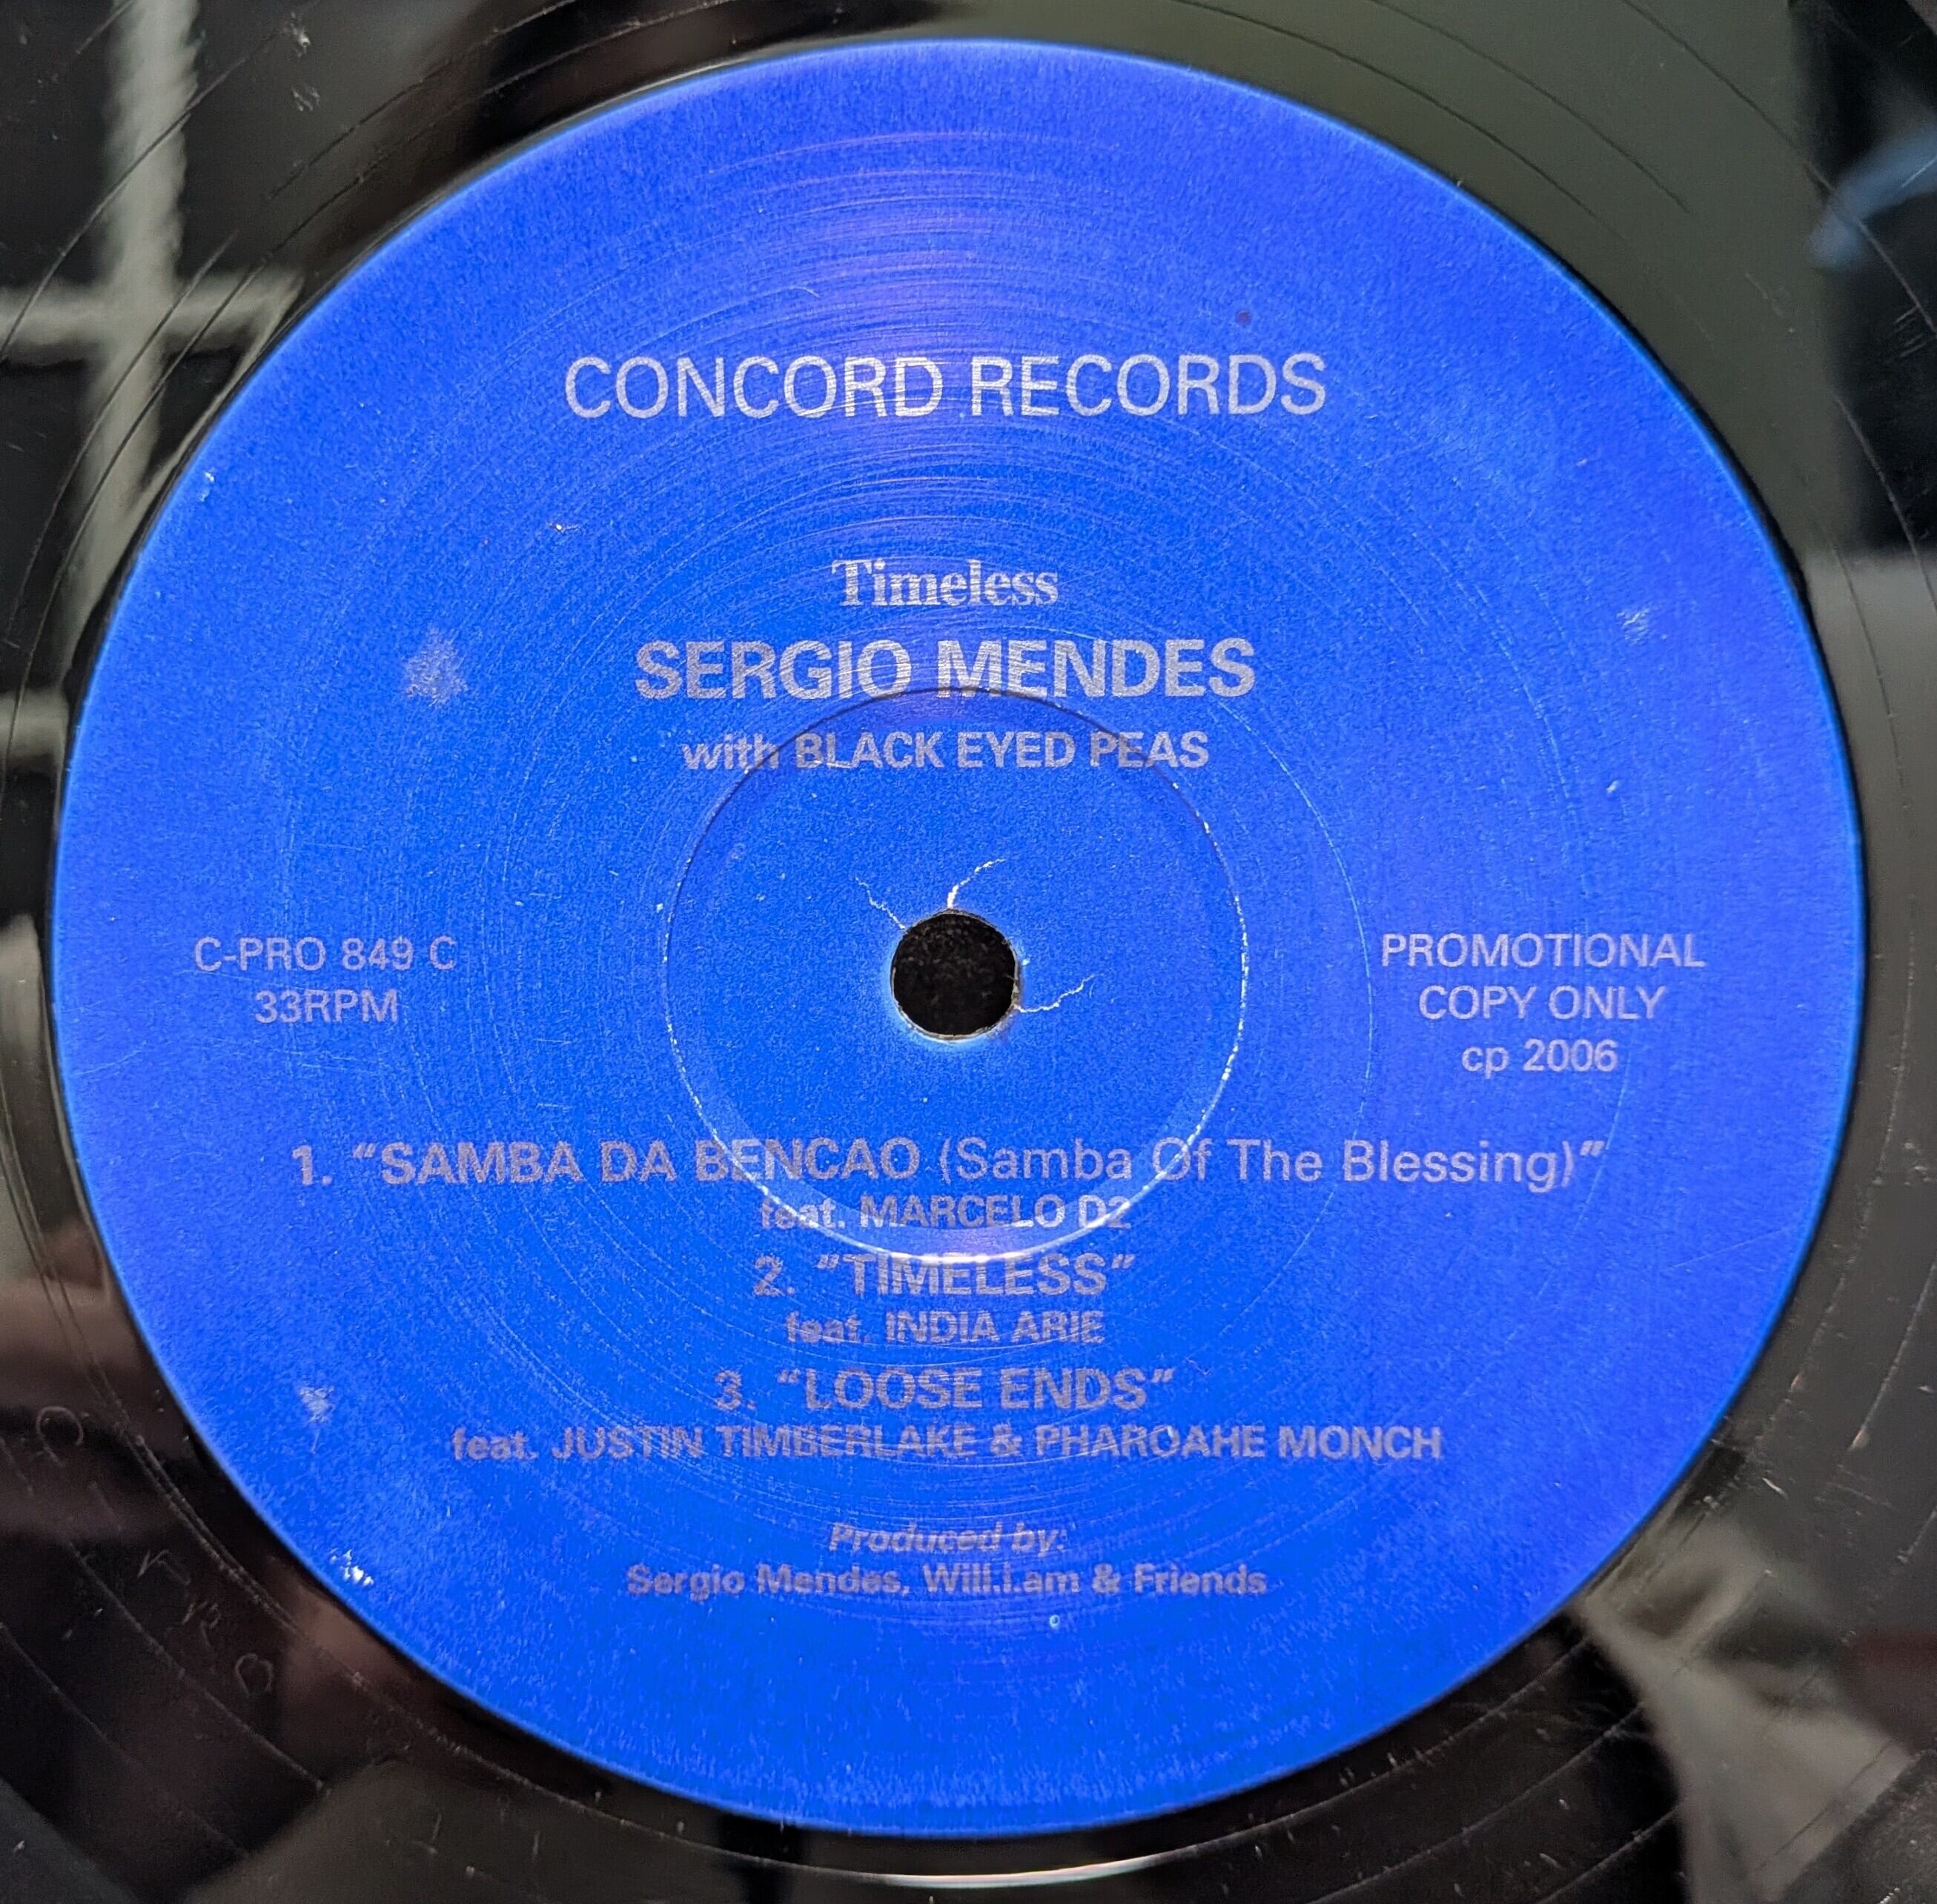 CONCORD RECORDS
Timeless
SERGIO MENDES
with BLACK EYED PEAS
C-PRO 849 C
33RPM
PROMOTIONAL
COPY ONLY
cp 2006
1. “SAMBA DA BENCAO (Samba Of The Blessing)”
feat. MARCELO D2
2. “TIMELESS”
feat. INDIA ARIE
3. “LOOSE ENDS”
feat. JUSTIN TIMBERLAKE & PHAROAHE MONCH
Produced by:
Sergio Mendes, Will.i.am & Friends